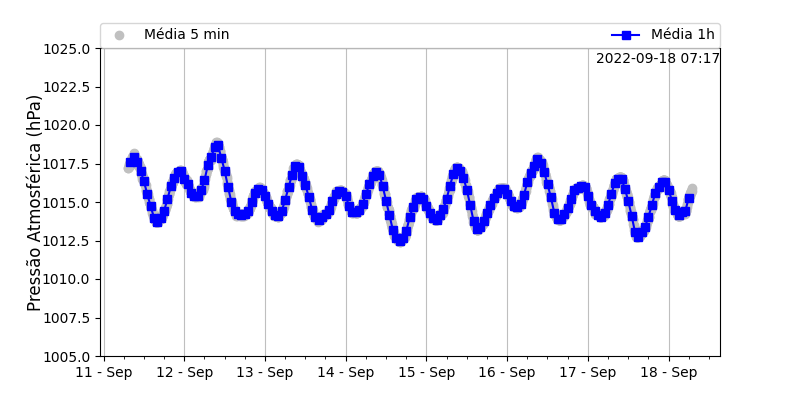 Média 5 min
Média 1h
2022-09-18 07:17
Pressão Atmosférica (hPa)
1025.0
1022.5
1020.0
1017.5
1015.0
1012.5
1010.0
1007.5
1005.0
11 - Sep
12 - Sep
13 - Sep
14 - Sep
15 - Sep
16 - Sep
17 - Sep
18 - Sep